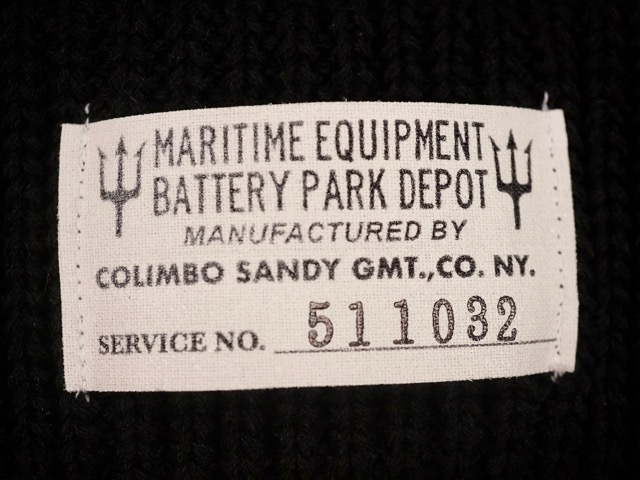 MARITIME EQUIPMENT
BATTERY PARK DEPOT
MANUFACTURED BY
COLIMBO SANDY GMT.,CO. NY.
SERVICE NO. 511032